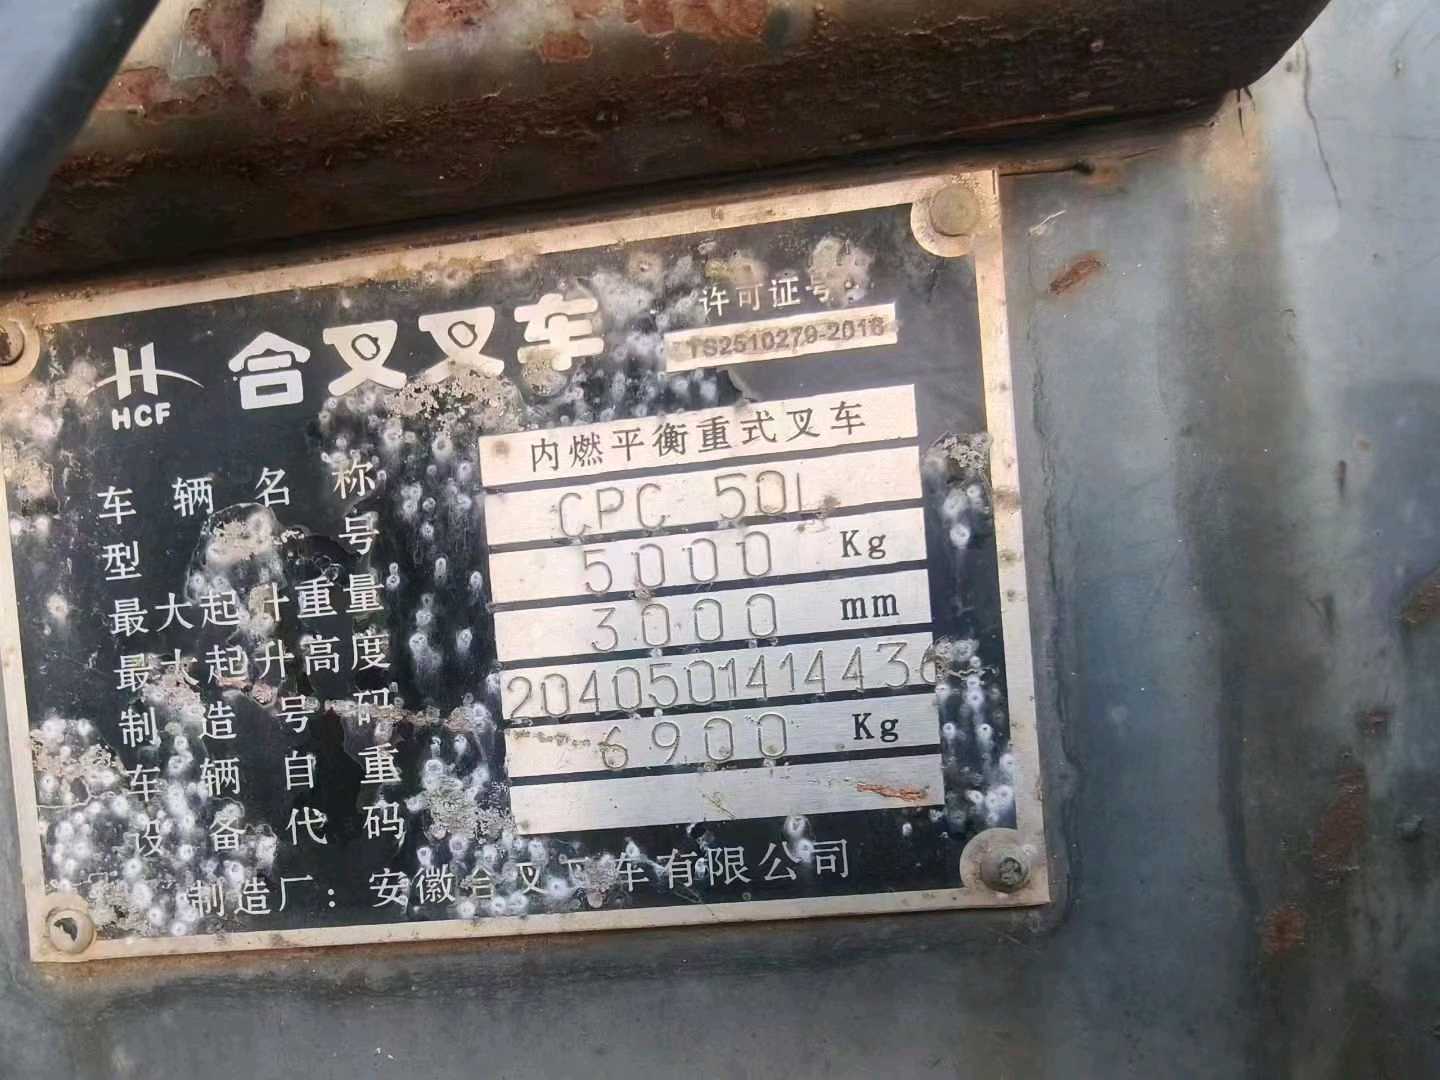 HCF
合叉叉车
许可证号:
TS2510279-2018
车辆名称 内燃平衡重式叉车
型号 CPC 50L
最大起升重量 5000 Kg
最大起升高度 3000 mm
制造号码 2040501414436
车辆自重 6900 Kg
设备代码
制造厂：安徽合叉叉车有限公司